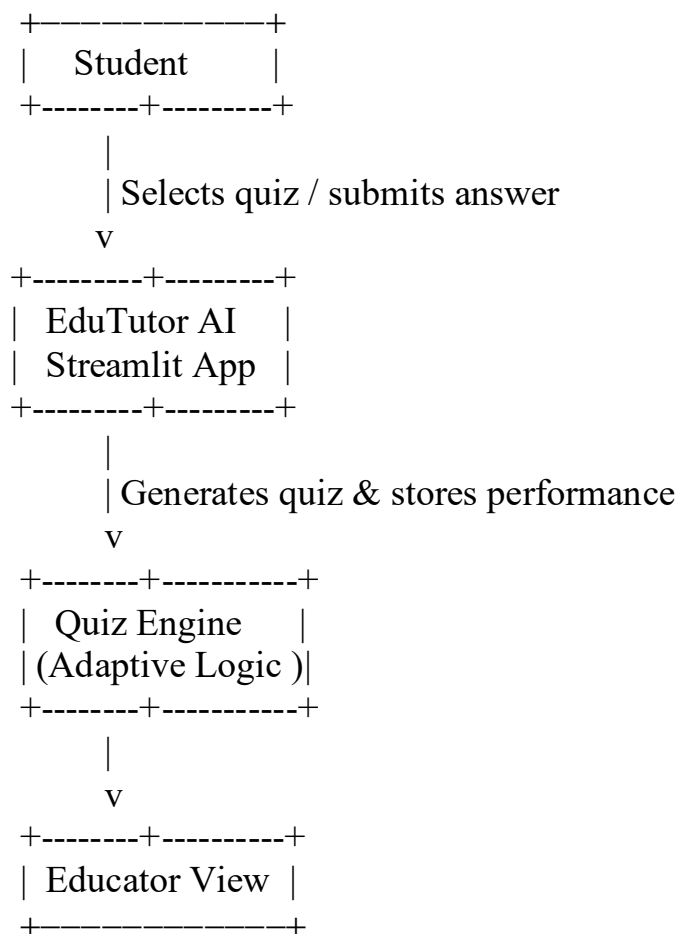 +–––––––––––––+
| Student |
+--------+---------+
|
| Selects quiz / submits answer
v
+---------+---------+
| EduTutor AI |
| Streamlit App |
+---------+---------+
|
| Generates quiz & stores performance
v
+--------+-----------+
| Quiz Engine |
| (Adaptive Logic )|
+--------+-----------+
|
v
+--------+----------+
| Educator View |
+–––––––––––––+